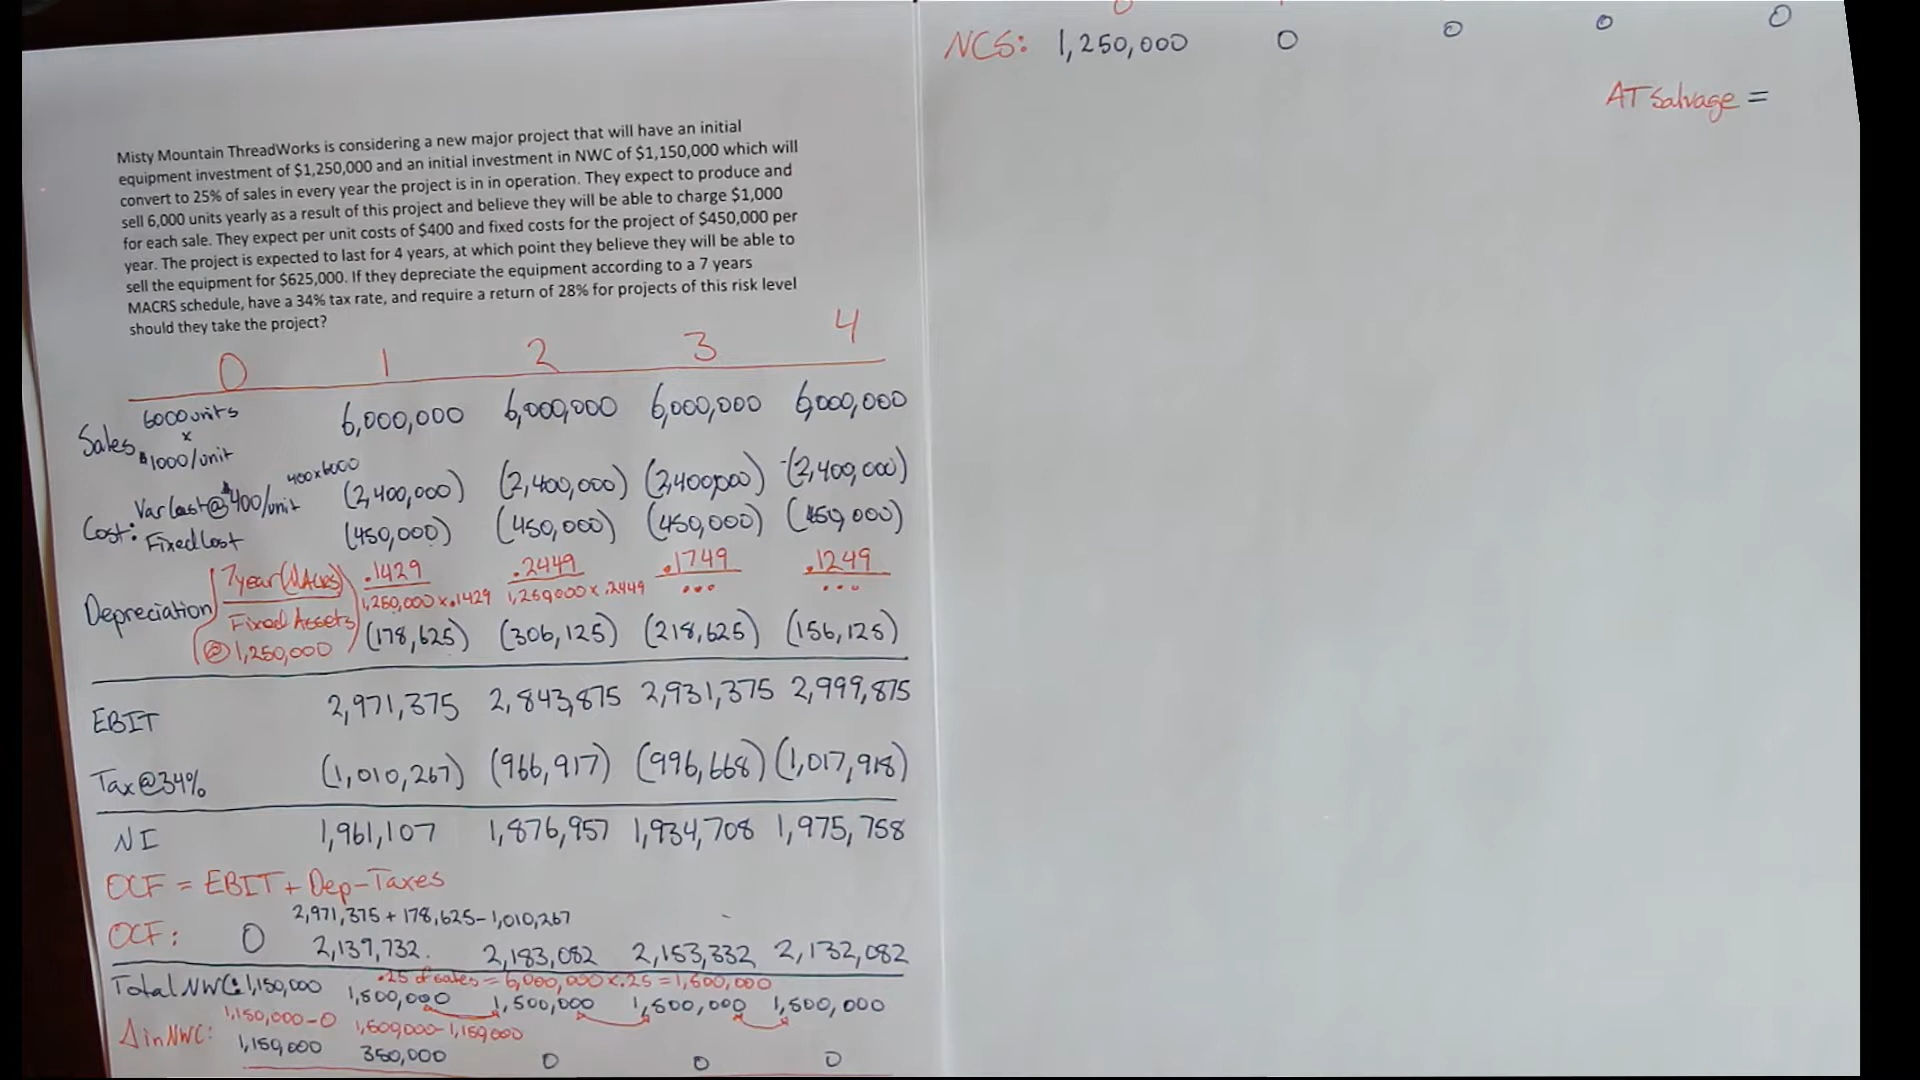 Misty Mountain ThreadWorks is considering a new major project that will have an initial
equipment investment of $1,250,000 and an initial investment in NWC of $1,150,000 which will
convert to 25% of sales in every year the project is in in operation. They expect to produce and
sell 6,000 units yearly as a result of this project and believe they will be able to charge $1,000
for each sale. They expect per unit costs of $400 and fixed costs for the project of $450,000 per
year. The project is expected to last for 4 years, at which point they believe they will be able to
sell the equipment for $625,000. If they depreciate the equipment according to a 7 years
MACRS schedule, have a 34% tax rate, and require a return of 28% for projects of this risk level
should they take the project?
0 1 2 3 4
Sales 6000 units x $1000/unit 6,000,000 6,000,000 6,000,000 6,000,000
400x6000
Cost: Var Cost @ $400/unit (2,400,000) (2,400,000) (2,400,000) (2,400,000)
Fixed Cost (450,000) (450,000) (450,000) (450,000)
7 year (MACRS) .1429 .2449 .1749 .1249
Depreciation Fixed Assets 1,250,000 x .1429 1,250,000 x .2449 ... ...
@ 1,250,000 (178,625) (306,125) (218,625) (156,125)
EBIT 2,971,375 2,843,875 2,931,375 2,999,875
Tax @ 34% (1,010,267) (966,917) (996,668) (1,017,918)
NI 1,961,107 1,876,957 1,934,708 1,975,758
OCF = EBIT + Dep - Taxes
2,971,375 + 178,625 - 1,010,267
OCF: 0 2,139,732. 2,183,082 2,153,332 2,132,082
.25 of sales = 6,000,000 x .25 = 1,500,000
Total NWC: 1,150,000 1,500,000 1,500,000 1,500,000 1,500,000
1,150,000-0 1,500,000-1,150,000
Δ in NWC: 1,150,000 350,000 0 0 0
NCS: 1,250,000 0 0 0 0
AT Salvage =